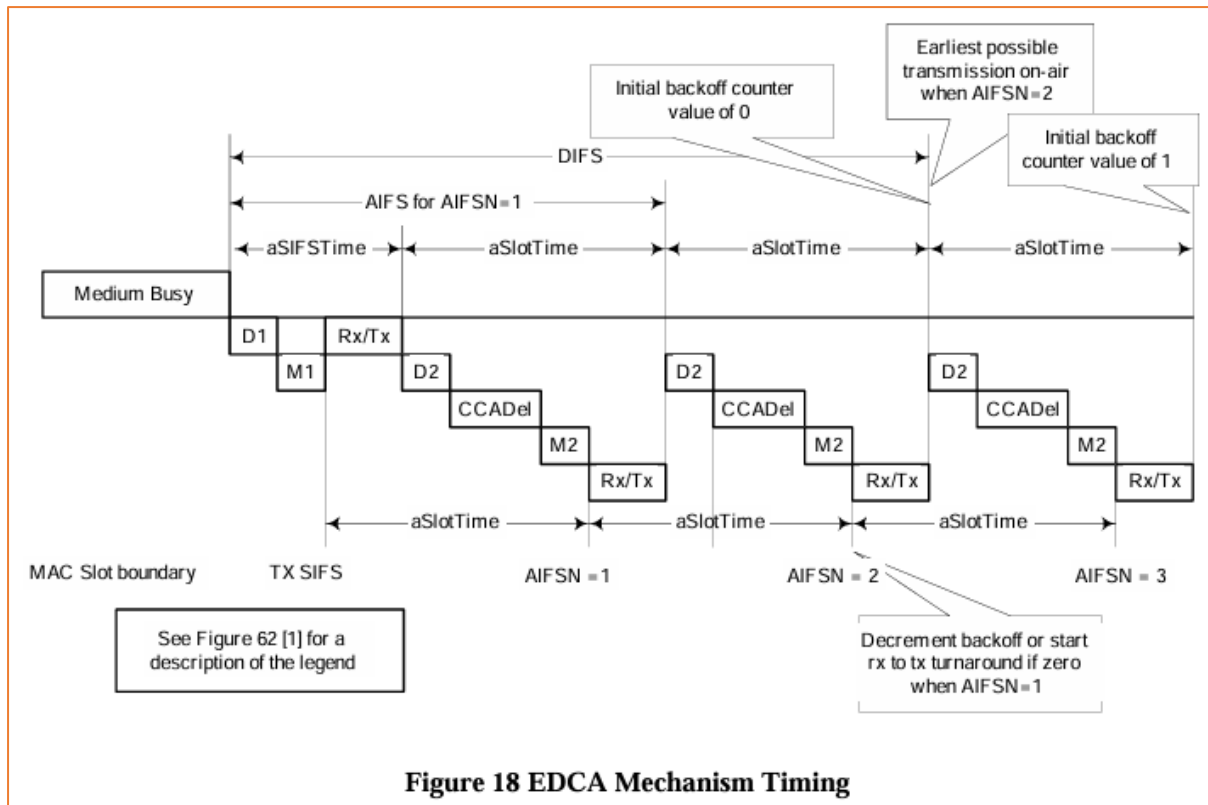 Earliest possible
transmission on-air
when AIFSN=2
Initial backoff counter
value of 0
Initial backoff
counter value of 1
DIFS
AIFS for AIFSN=1
aSIFSTime
aSlotTime
aSlotTime
aSlotTime
Medium Busy
D1
Rx/Tx
M1
D2
D2
D2
CCADel
CCADel
CCADel
M2
M2
M2
Rx/Tx
Rx/Tx
Rx/Tx
aSlotTime
aSlotTime
aSlotTime
MAC Slot boundary
TX SIFS
AIFSN =1
AIFSN = 2
AIFSN = 3
See Figure 62 [1] for a
description of the legend
Decrement backoff or start
rx to tx turnaround if zero
when AIFSN=1
Figure 18 EDCA Mechanism Timing